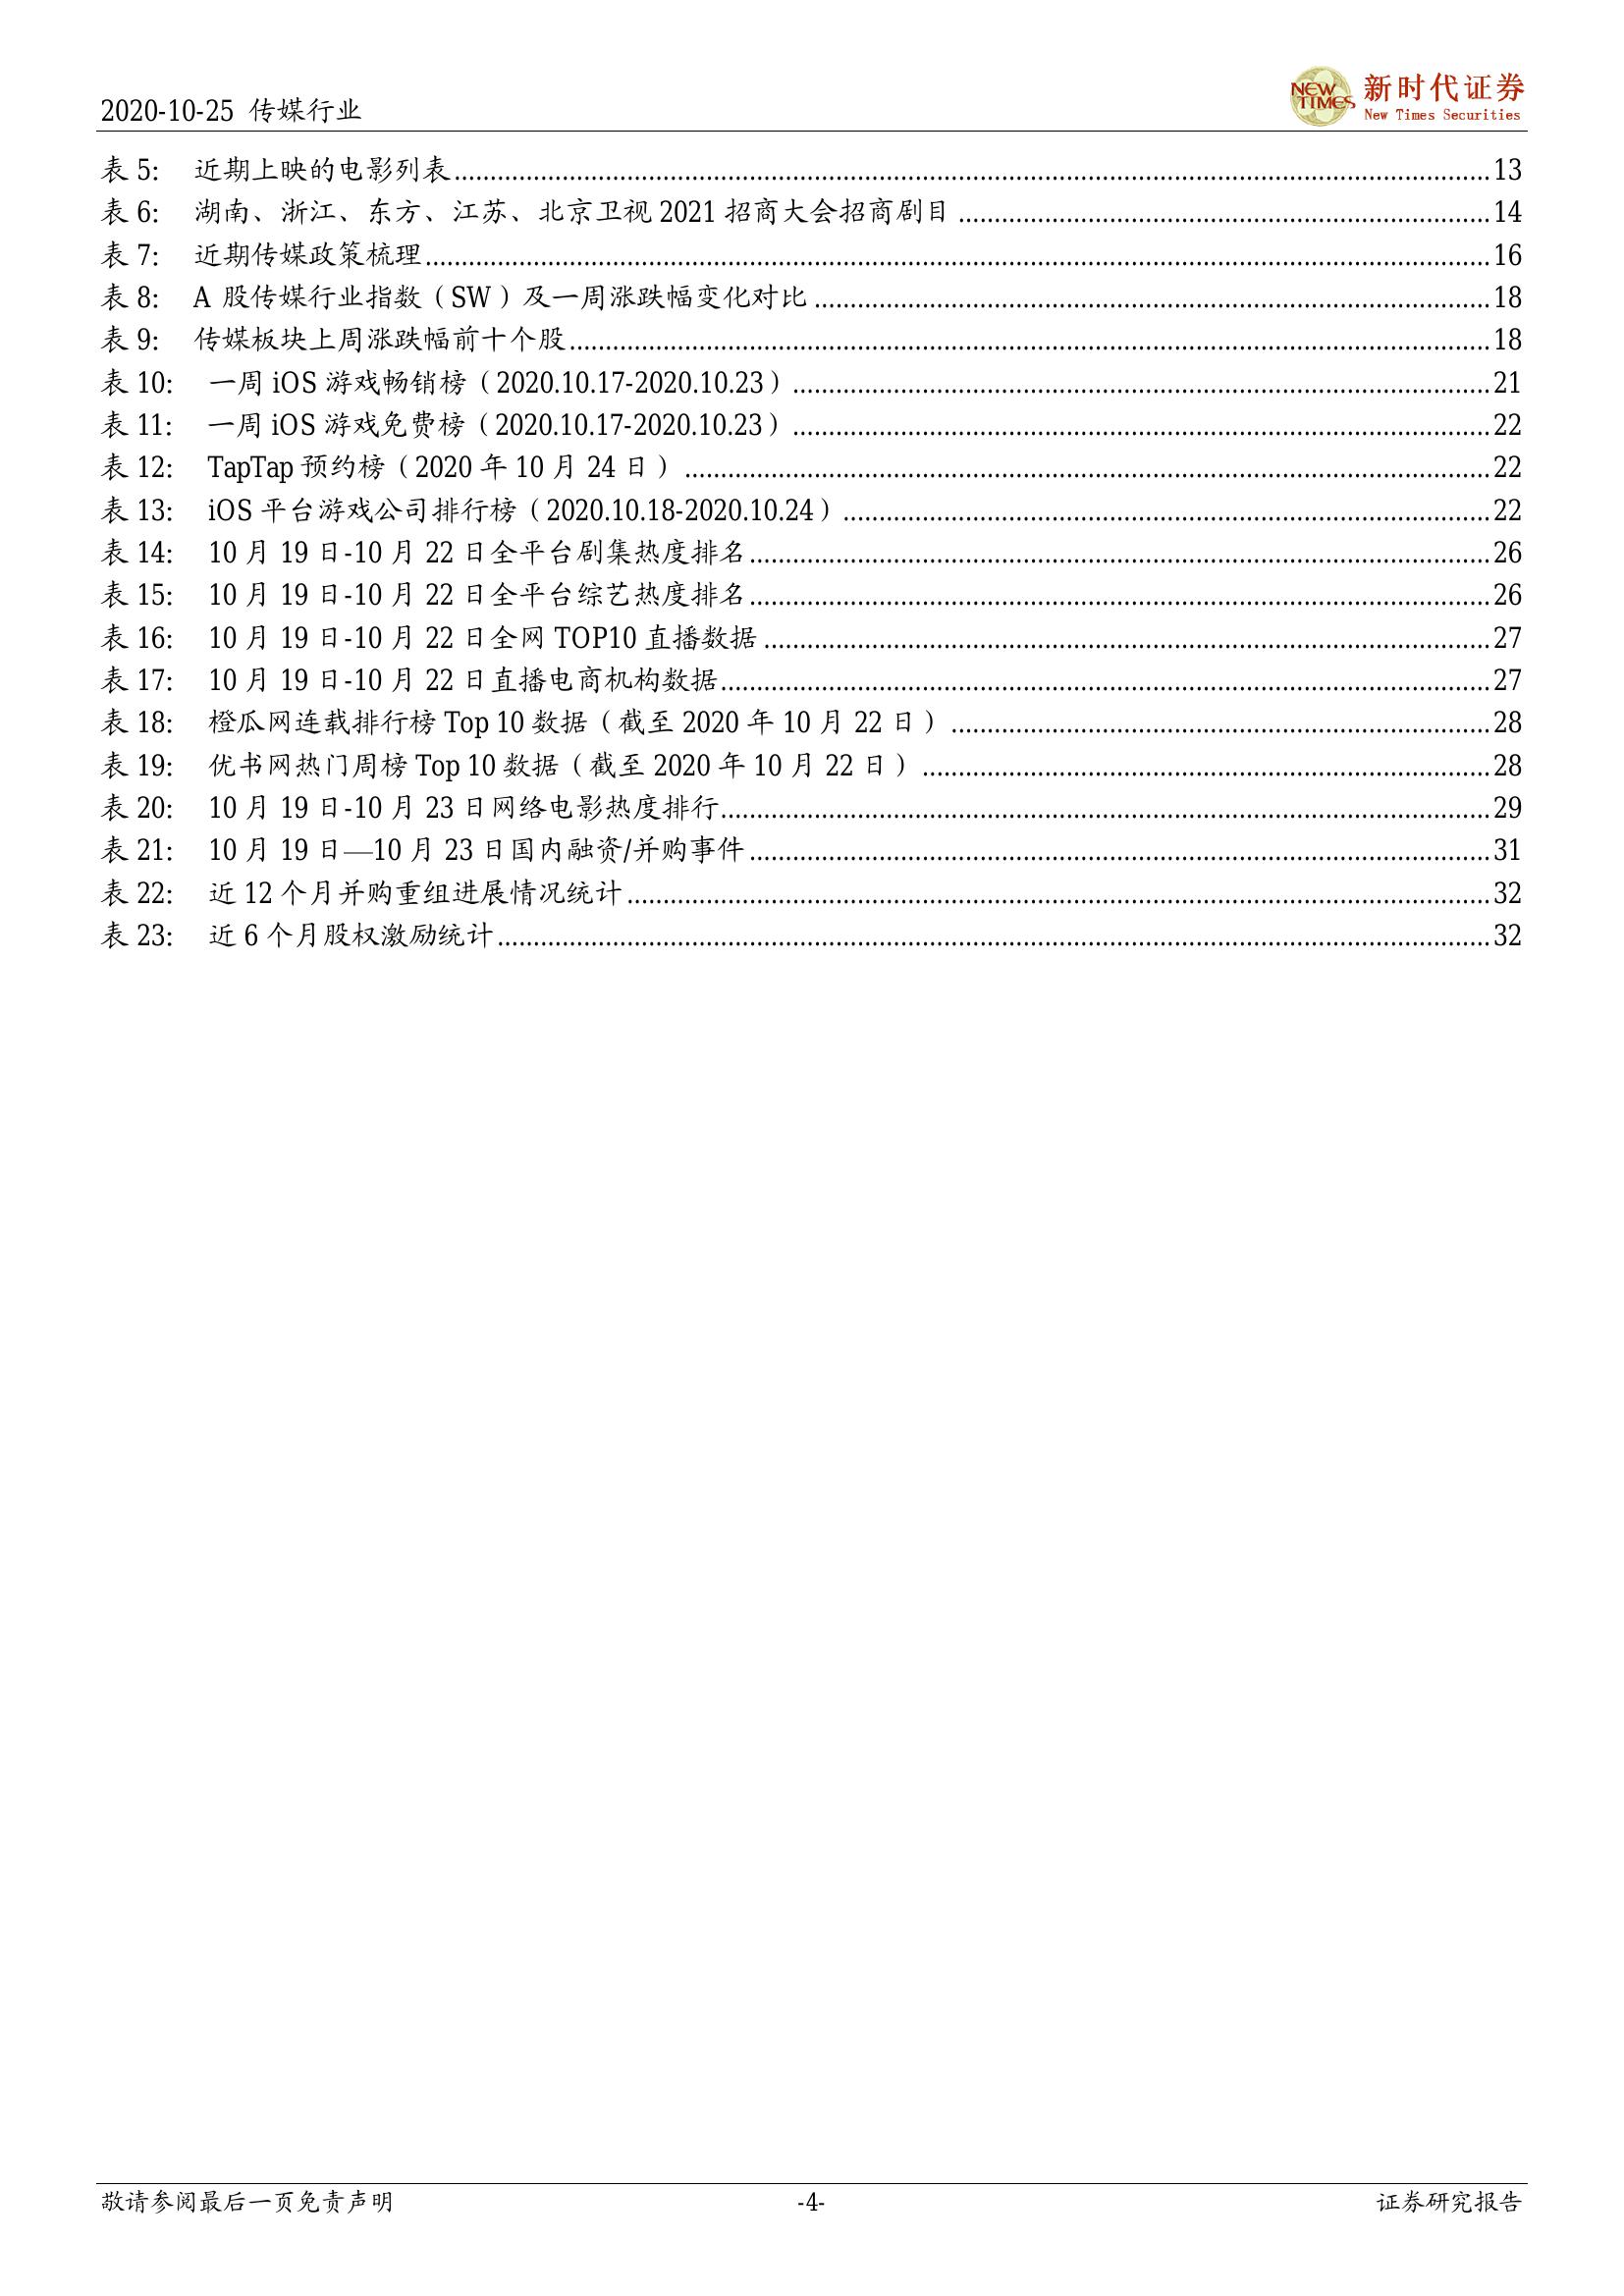 2020-10-25 传媒行业
NEW TIMES 新时代证券
New Times Securities
表 5: 近期上映的电影列表 13
表 6: 湖南、浙江、东方、江苏、北京卫视 2021 招商大会招商剧目 14
表 7: 近期传媒政策梳理 16
表 8: A 股传媒行业指数（SW）及一周涨跌幅变化对比 18
表 9: 传媒板块上周涨跌幅前十个股 18
表 10: 一周 iOS 游戏畅销榜（2020.10.17-2020.10.23） 21
表 11: 一周 iOS 游戏免费榜（2020.10.17-2020.10.23） 22
表 12: TapTap 预约榜（2020 年 10 月 24 日） 22
表 13: iOS 平台游戏公司排行榜（2020.10.18-2020.10.24） 22
表 14: 10 月 19 日-10 月 22 日全平台剧集热度排名 26
表 15: 10 月 19 日-10 月 22 日全平台综艺热度排名 26
表 16: 10 月 19 日-10 月 22 日全网 TOP10 直播数据 27
表 17: 10 月 19 日-10 月 22 日直播电商机构数据 27
表 18: 橙瓜网连载排行榜 Top 10 数据（截至 2020 年 10 月 22 日） 28
表 19: 优书网热门周榜 Top 10 数据（截至 2020 年 10 月 22 日） 28
表 20: 10 月 19 日-10 月 23 日网络电影热度排行 29
表 21: 10 月 19 日—10 月 23 日国内融资/并购事件 31
表 22: 近 12 个月并购重组进展情况统计 32
表 23: 近 6 个月股权激励统计 32
敬请参阅最后一页免责声明 -4- 证券研究报告